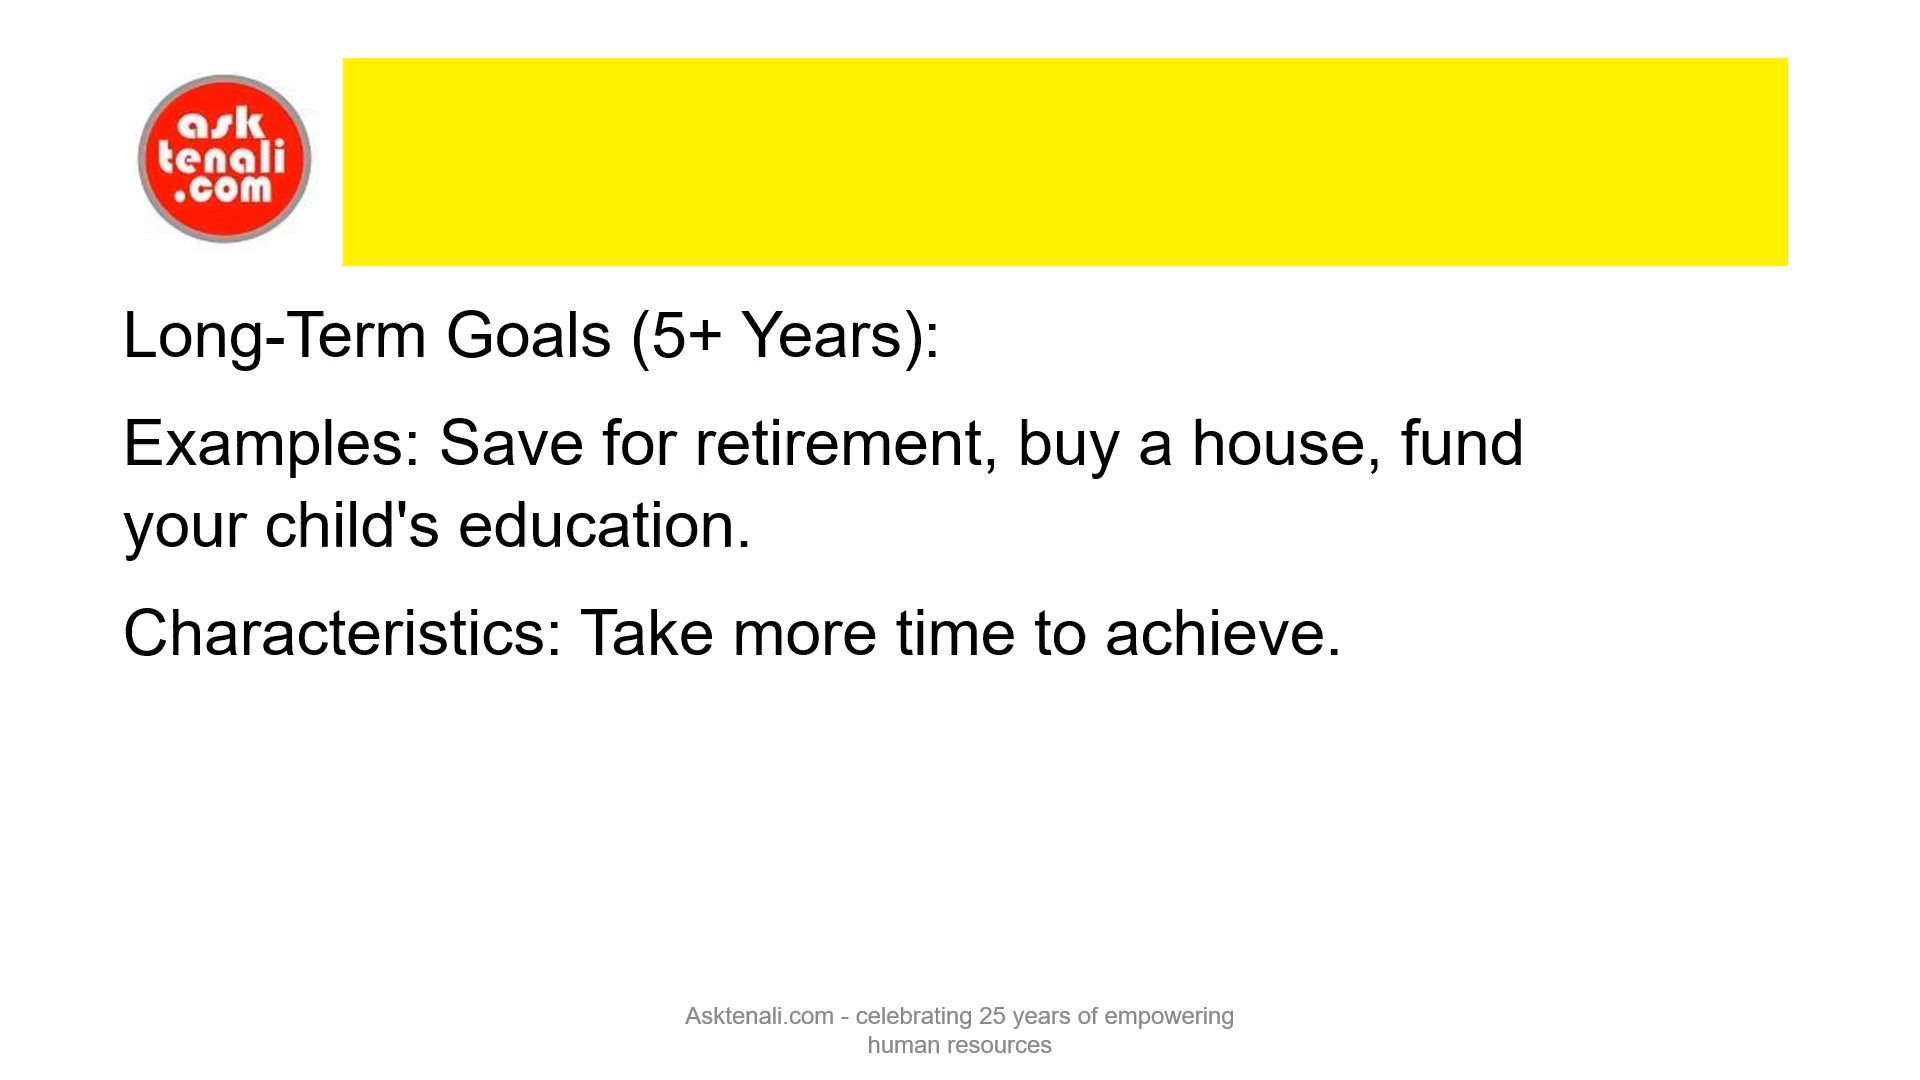 ask
tenali
.com
Long-Term Goals (5+ Years):
Examples: Save for retirement, buy a house, fund
your child's education.
Characteristics: Take more time to achieve.
Asktenali.com - celebrating 25 years of empowering
human resources